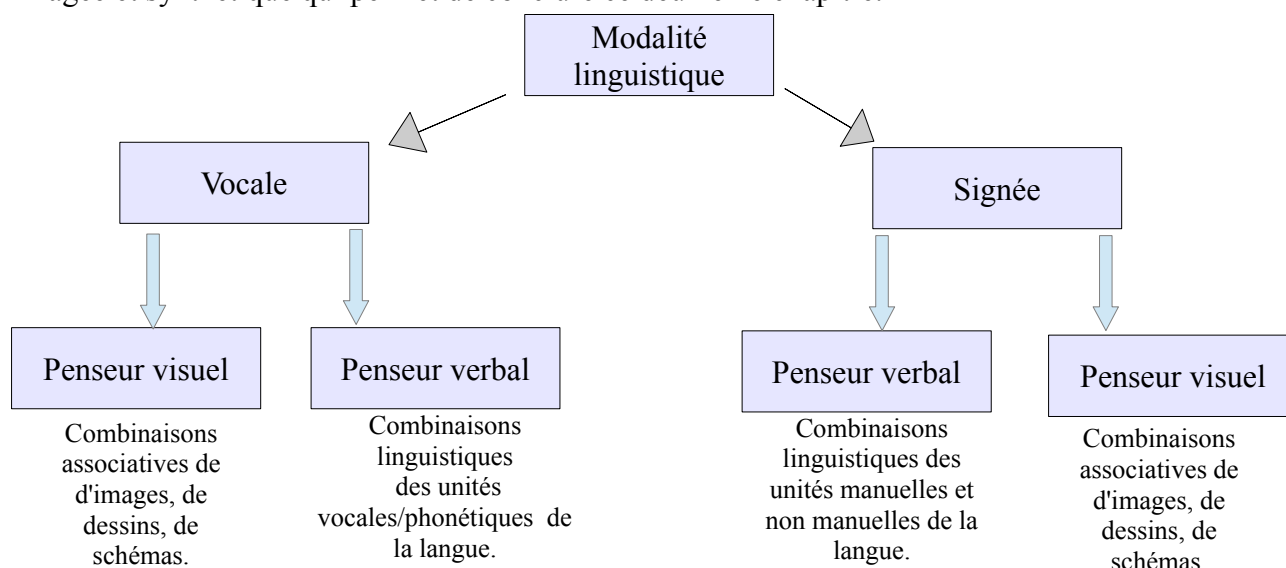 Modalité
linguistique
Vocale
Signée
Penseur visuel
Penseur verbal
Penseur verbal
Penseur visuel
Combinaisons
associatives de
d'images, de
dessins, de
schémas.
Combinaisons
linguistiques
des unités
vocales/phonétiques de
la langue.
Combinaisons
linguistiques des
unités manuelles et
non manuelles de la
langue.
Combinaisons
associatives de
d'images, de
dessins, de
schémas